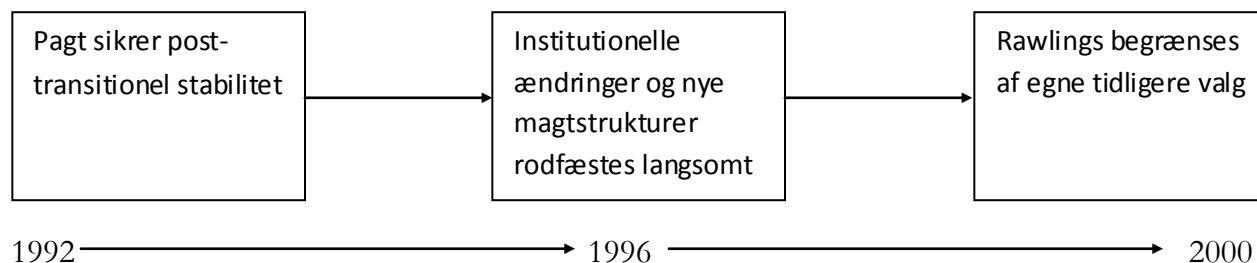 Pagt sikrer post-
transitionel stabilitet
Institutionelle
ændringer og nye
magtstrukturer
rodfæstes langsomt
Rawlings begrænses
af egne tidligere valg
1992
1996
2000